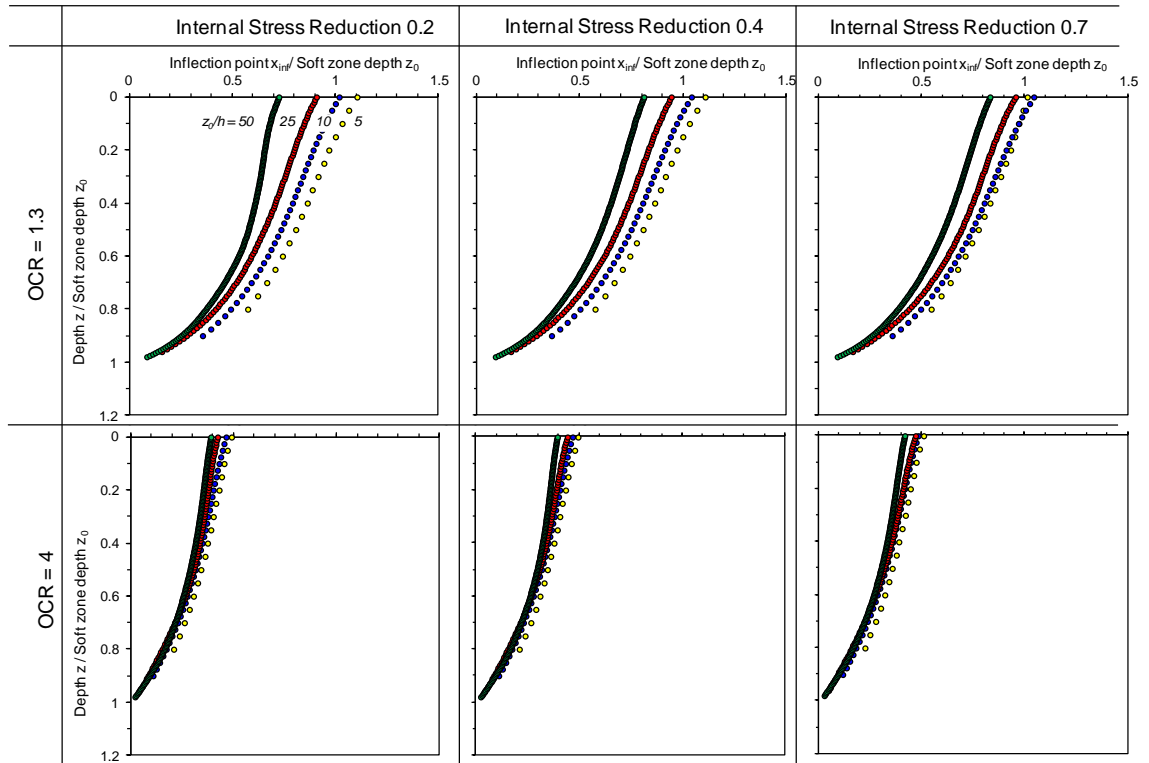 Internal Stress Reduction 0.2 Internal Stress Reduction 0.4 Internal Stress Reduction 0.7
OCR = 1.3
Inflection point x_inf/ Soft zone depth z_0
0 0.5 1 1.5
Depth z / Soft zone depth z_0
0
0.2
0.4
0.6
0.8
1
1.2
z_0/h = 50 25 10 5
Inflection point x_inf/ Soft zone depth z_0
0 0.5 1 1.5
Inflection point x_inf/ Soft zone depth z_0
0 0.5 1 1.5
OCR = 4
Depth z / Soft zone depth z_0
0
0.2
0.4
0.6
0.8
1
1.2